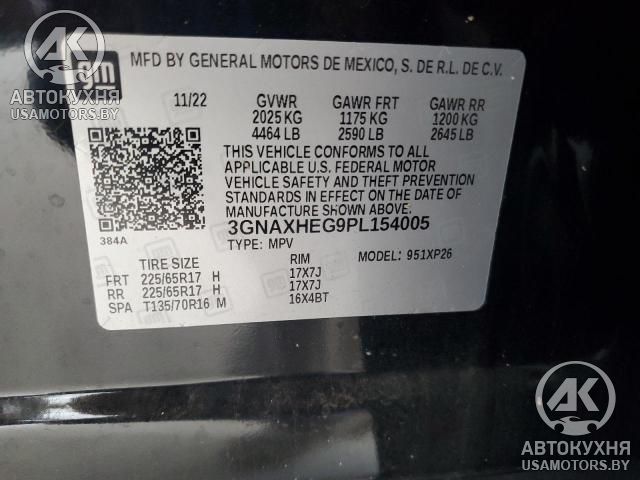 AK
АВТОКУХНЯ
USAMOTORS.BY
gm
MFD BY GENERAL MOTORS DE MEXICO, S. DE R.L. DE C.V.
11/22 GVWR GAWR FRT GAWR RR
2025 KG 1175 KG 1200 KG
4464 LB 2590 LB 2645 LB
THIS VEHICLE CONFORMS TO ALL
APPLICABLE U.S. FEDERAL MOTOR
VEHICLE SAFETY AND THEFT PREVENTION
STANDARDS IN EFFECT ON THE DATE OF
MANUFACTURE SHOWN ABOVE.
384A 3GNAXHEG9PL154005
TYPE: MPV 951XP26
TIRE SIZE RIM
FRT 225/65R17 H 17X7J
RR 225/65R17 H 17X7J
SPA T135/70R16 M 16X4BT
AK
АВТОКУХНЯ
USAMOTORS.BY